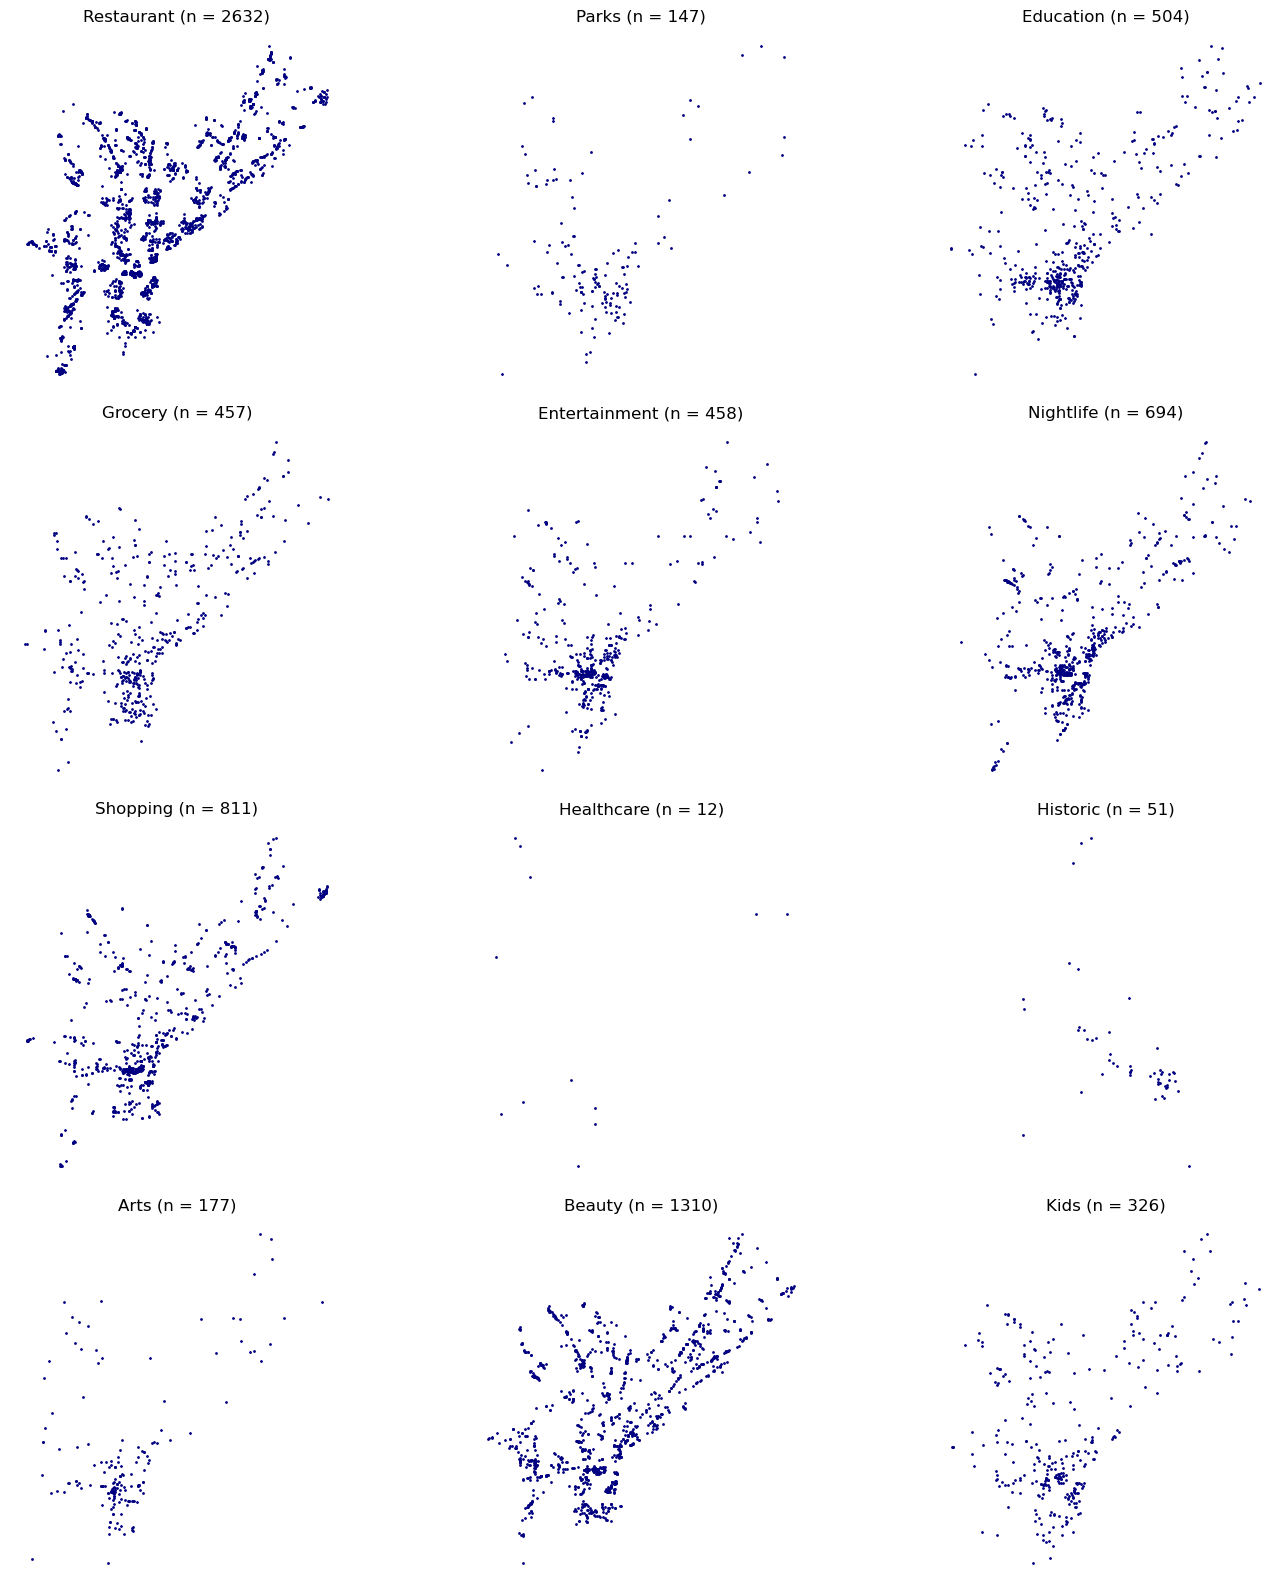 Restaurant (n = 2632)
Parks (n = 147)
Education (n = 504)
Grocery (n = 457)
Entertainment (n = 458)
Nightlife (n = 694)
Shopping (n = 811)
Healthcare (n = 12)
Historic (n = 51)
Arts (n = 177)
Beauty (n = 1310)
Kids (n = 326)